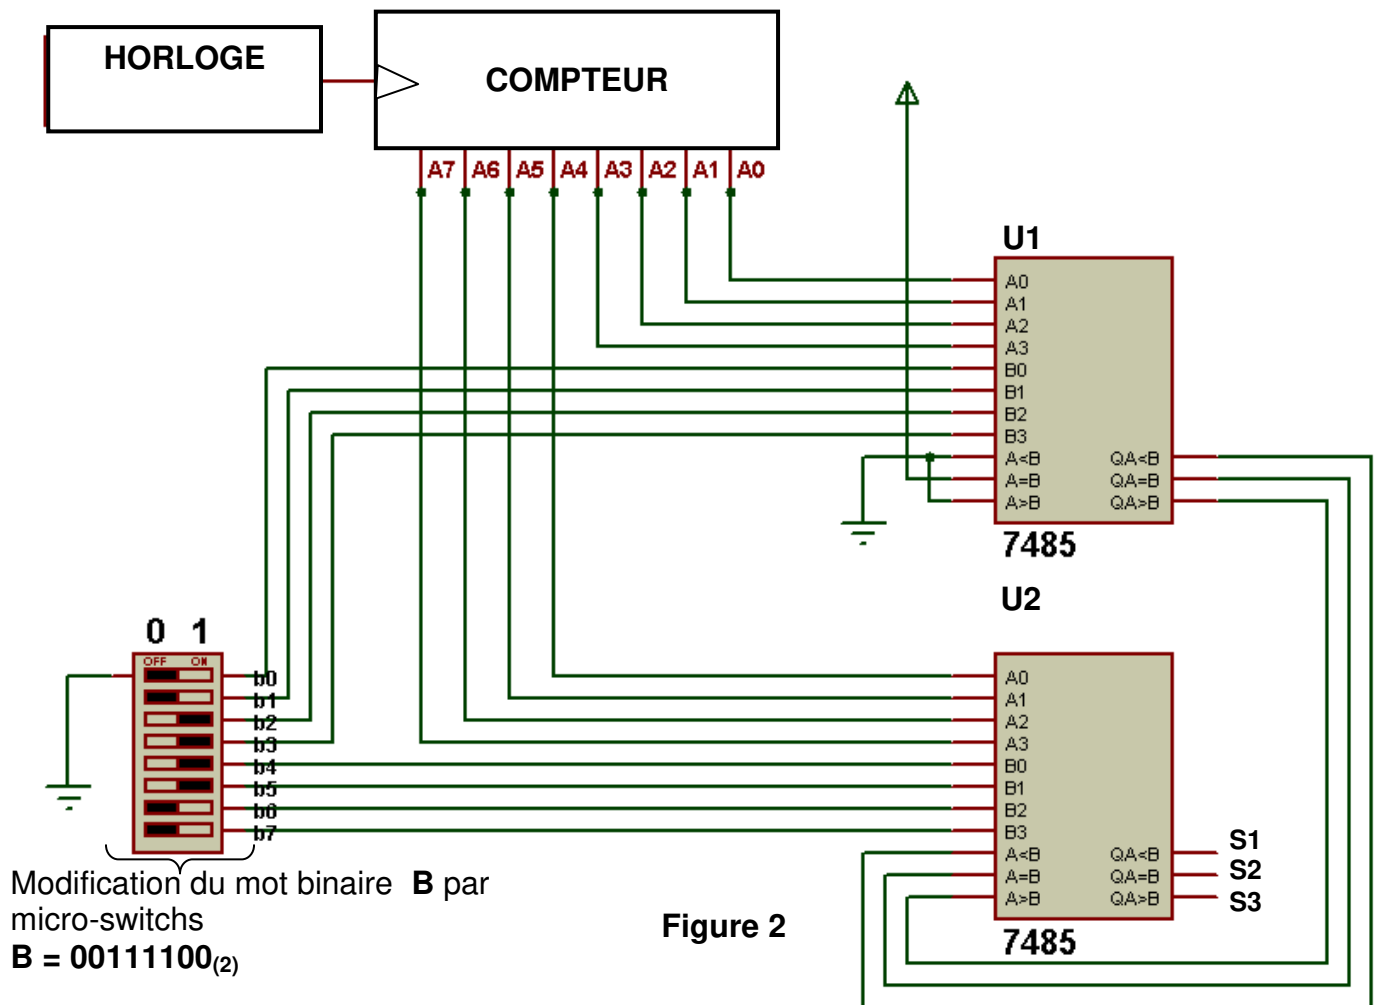 HORLOGE
COMPTEUR
A7 A6 A5 A4 A3 A2 A1 A0
U1
A0
A1
A2
A3
B0
B1
B2
B3
A<B QA<B
A=B QA=B
A>B QA>B
7485
U2
0 1
OFF ON
b0
b1
b2
b3
b4
b5
b6
b7
A0
A1
A2
A3
B0
B1
B2
B3
A<B QA<B S1
A=B QA=B S2
A>B QA>B S3
7485
Modification du mot binaire B par
micro-switchs
B = 00111100(2)
Figure 2